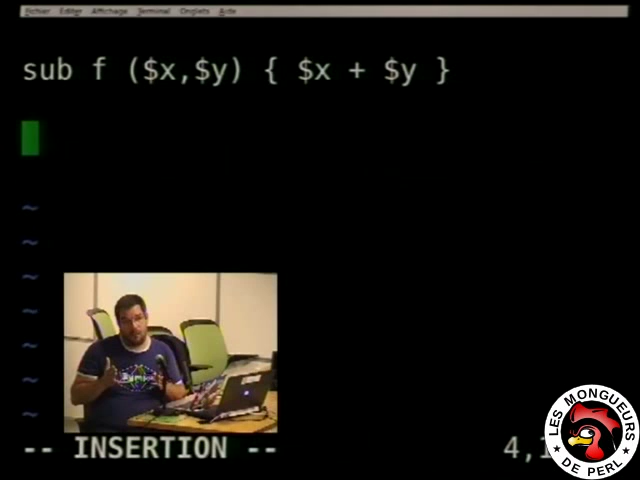 Fichier Editer Affichage Terminal Onglets Aide
sub f ($x,$y) { $x + $y }
~
~
~
~
~
~
~
-- INSERTION --
4,1
LES MONGUEURS
★ DE PERL ★